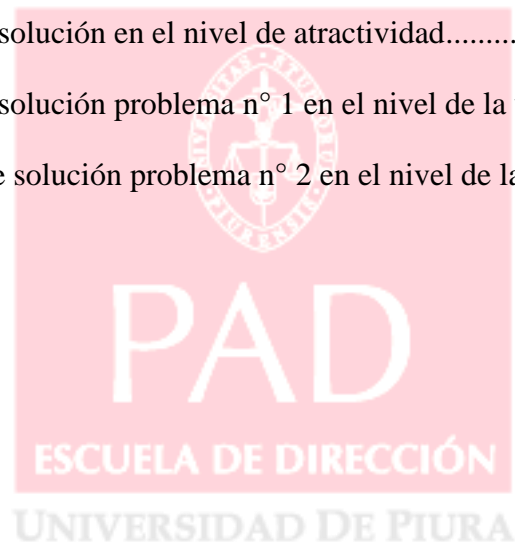 solución en el nivel de atractividad.........
solución problema n° 1 en el nivel de la
e solución problema n° 2 en el nivel de la
PAD
ESCUELA DE DIRECCIÓN
UNIVERSIDAD DE PIURA